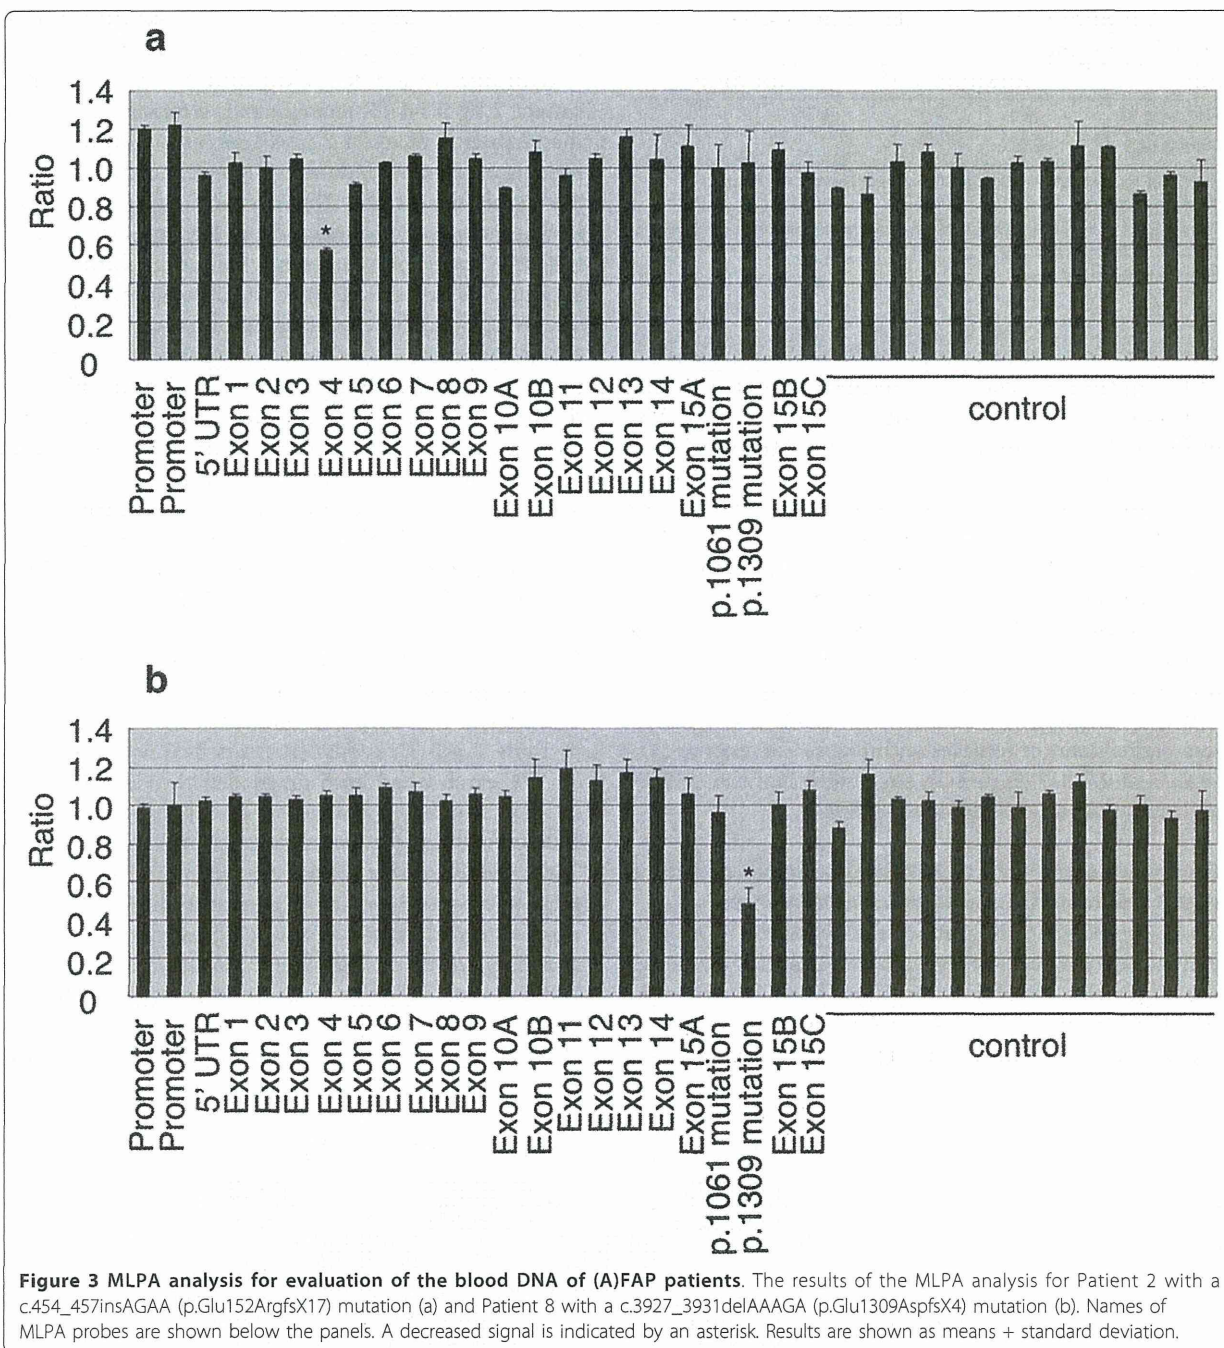 a
1.4
1.2
1.0
0.8
0.6
0.4
0.2
0
Ratio
*
Promoter
Promoter
5' UTR
Exon 1
Exon 2
Exon 3
Exon 4
Exon 5
Exon 6
Exon 7
Exon 8
Exon 9
Exon 10A
Exon 10B
Exon 11
Exon 12
Exon 13
Exon 14
Exon 15A
p.1061 mutation
p.1309 mutation
Exon 15B
Exon 15C
control
b
1.4
1.2
1.0
0.8
0.6
0.4
0.2
0
Ratio
*
Promoter
Promoter
5' UTR
Exon 1
Exon 2
Exon 3
Exon 4
Exon 5
Exon 6
Exon 7
Exon 8
Exon 9
Exon 10A
Exon 10B
Exon 11
Exon 12
Exon 13
Exon 14
Exon 15A
p.1061 mutation
p.1309 mutation
Exon 15B
Exon 15C
control
Figure 3 MLPA analysis for evaluation of the blood DNA of (A)FAP patients. The results of the MLPA analysis for Patient 2 with a
c.454_457insAGAA (p.Glu152ArgfsX17) mutation (a) and Patient 8 with a c.3927_3931delAAAGA (p.Glu1309AspfsX4) mutation (b). Names of
MLPA probes are shown below the panels. A decreased signal is indicated by an asterisk. Results are shown as means + standard deviation.